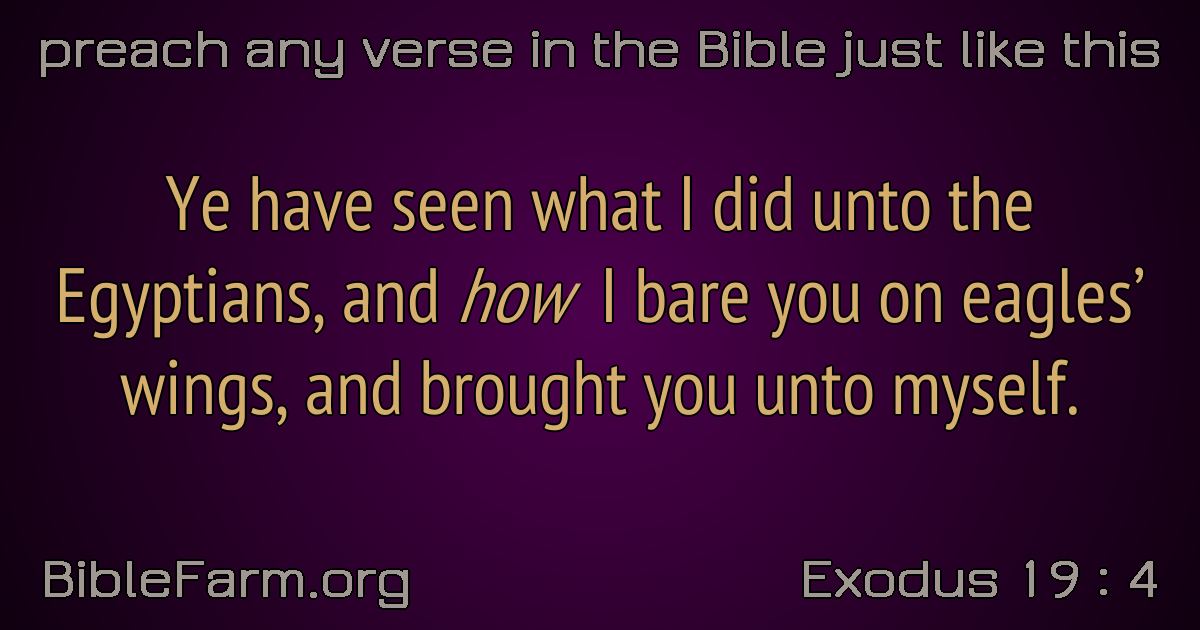 preach any verse in the Bible just like this
Ye have seen what I did unto the
Egyptians, and how I bare you on eagles’
wings, and brought you unto myself.
BibleFarm.org
Exodus 19 : 4